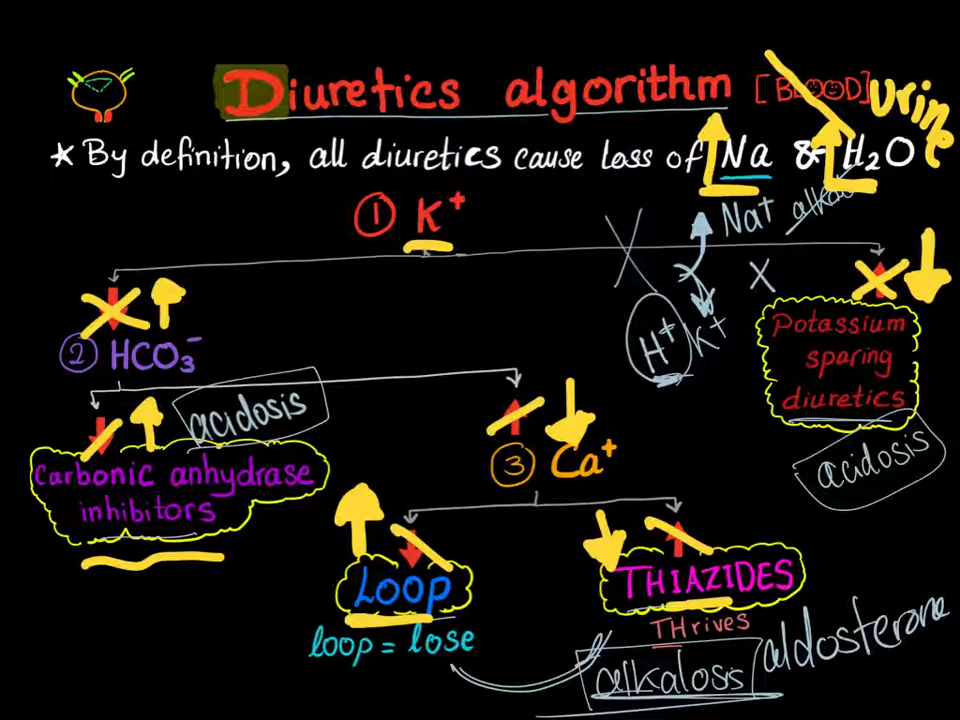 Diuretics algorithm [BLOOD] Urine
* By definition, all diuretics cause loss of Na & H₂O
① K⁺
Na⁺
② HCO₃⁻
H⁺ K⁺
Potassium
sparing
diuretics
acidosis
acidosis
Carbonic anhydrase
inhibitors
③ Ca⁺
LOOP
loop = lose
THIAZIDES
THrives
alkalosis
aldosterone